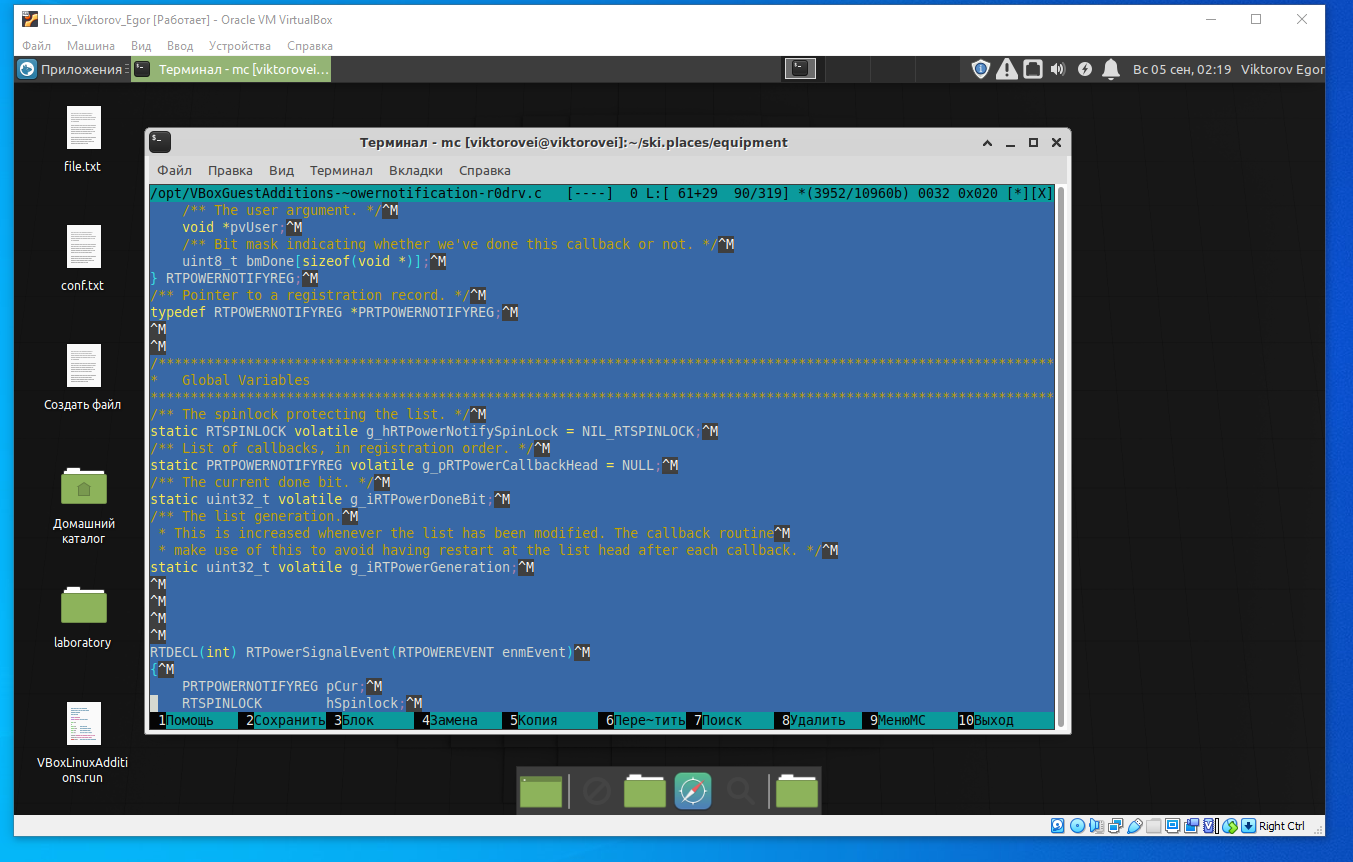 Linux_Viktorov_Egor [Работает] - Oracle VM VirtualBox
Файл Машина Вид Ввод Устройства Справка
Приложения Терминал - mc [viktorovei... Вс 05 сен, 02:19 Viktorov Egor
file.txt
conf.txt
Создать файл
Домашний
каталог
laboratory
VBoxLinuxAdditi
ons.run
Терминал - mc [viktorovei@viktorovei]:~/ski.places/equipment
Файл Правка Вид Терминал Вкладки Справка
/opt/VBoxGuestAdditions-~owernotification-r0drv.c [----] 0 L:[ 61+29 90/319] *(3952/10960b) 0032 0x020 [*][X]
/** The user argument. */^M
void *pvUser;^M
/** Bit mask indicating whether we've done this callback or not. */^M
uint8_t bmDone[sizeof(void *)];^M
} RTPOWERNOTIFYREG;^M
/** Pointer to a registration record. */^M
typedef RTPOWERNOTIFYREG *PRTPOWERNOTIFYREG;^M
^M
^M
/****************************************************************************************************************
* Global Variables
*****************************************************************************************************************
/** The spinlock protecting the list. */^M
static RTSPINLOCK volatile g_hRTPowerNotifySpinLock = NIL_RTSPINLOCK;^M
/** List of callbacks, in registration order. */^M
static PRTPOWERNOTIFYREG volatile g_pRTPowerCallbackHead = NULL;^M
/** The current done bit. */^M
static uint32_t volatile g_iRTPowerDoneBit;^M
/** The list generation.^M
* This is increased whenever the list has been modified. The callback routine^M
* make use of this to avoid having restart at the list head after each callback. */^M
static uint32_t volatile g_iRTPowerGeneration;^M
^M
^M
^M
^M
RTDECL(int) RTPowerSignalEvent(RTPOWEREVENT enmEvent)^M
{^M
PRTPOWERNOTIFYREG pCur;^M
RTSPINLOCK hSpinlock;^M
1Помощь 2Сохранить 3Блок 4Замена 5Копия 6Пере~тить 7Поиск 8Удалить 9МенюMC 10Выход
Right Ctrl